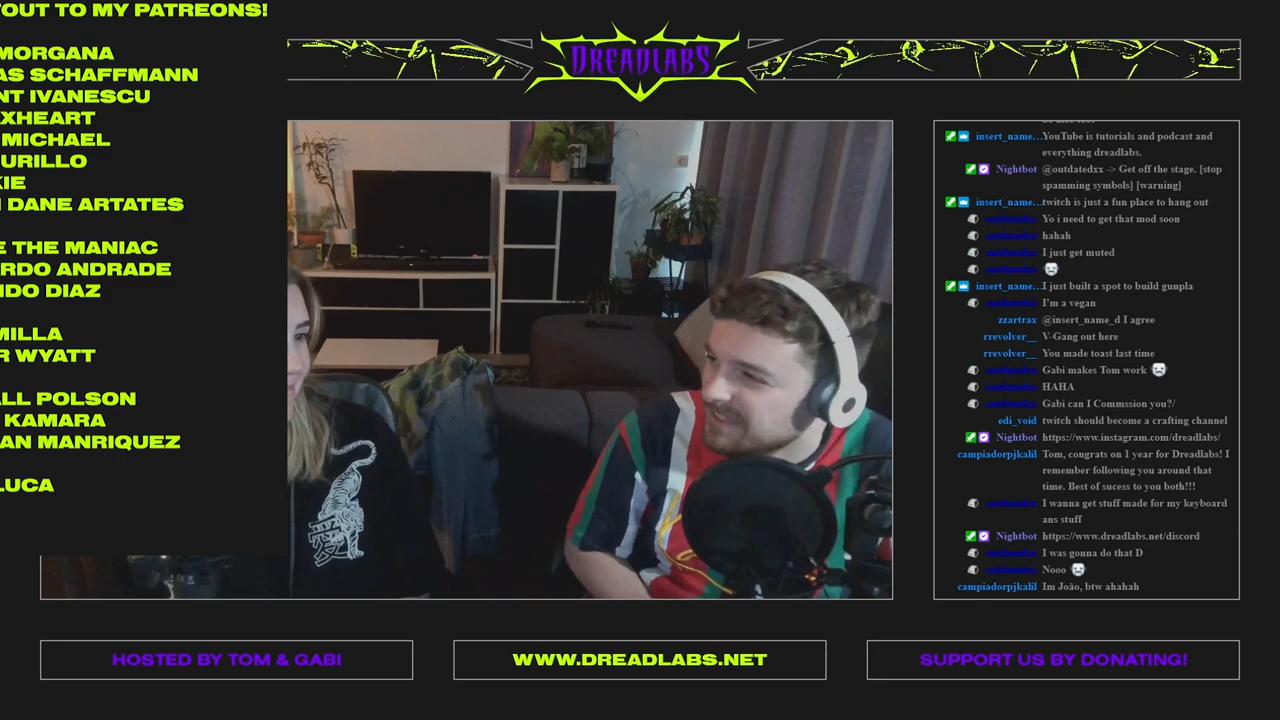 TOUT TO MY PATREONS!
MORGANA
AS SCHAFFMANN
NT IVANESCU
XHEART
MICHAEL
URILLO
KIE
DANE ARTATES
E THE MANIAC
RDO ANDRADE
NDO DIAZ
MILLA
R WYATT
ALL POLSON
KAMARA
AN MANRIQUEZ
LUCA
DREADLABS
insert_name... YouTube is tutorials and podcast and
everything dreadlabs.
Nightbot @outdatedxx -> Get off the stage. [stop
spamming symbols] [warning]
insert_name... twitch is just a fun place to hang out
Yo i need to get that mod soon
hahah
I just get muted
insert_name... I just built a spot to build gunpla
I'm a vegan
zzartrax @insert_name_d I agree
rrevolver__ V-Gang out here
rrevolver__ You made toast last time
Gabi makes Tom work
HAHA
Gabi can I Commssion you?/
edi_void twitch should become a crafting channel
Nightbot https://www.instagram.com/dreadlabs/
campiadorpjkalil Tom, congrats on 1 year for Dreadlabs! I
remember following you around that
time. Best of sucess to you both!!!
I wanna get stuff made for my keyboard
ans stuff
Nightbot https://www.dreadlabs.net/discord
I was gonna do that D
Nooo
campiadorpjkalil Im João, btw ahahah
HOSTED BY TOM & GABI
WWW.DREADLABS.NET
SUPPORT US BY DONATING!